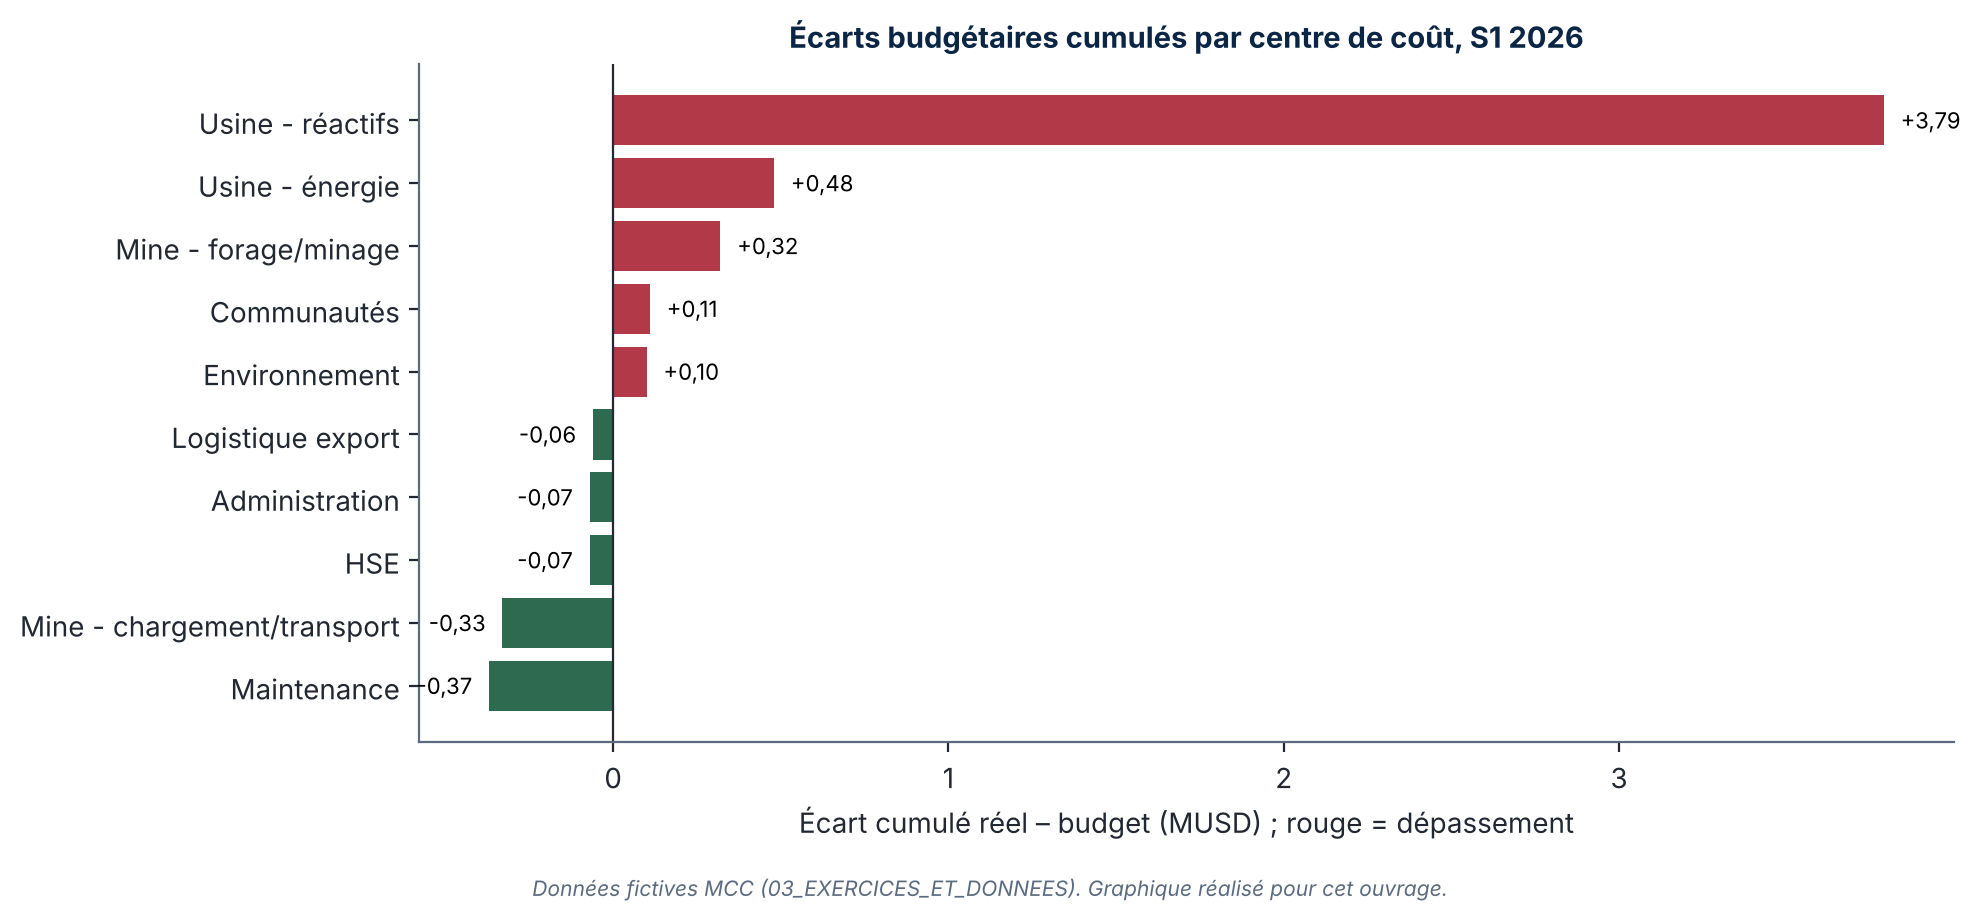 Écarts budgétaires cumulés par centre de coût, S1 2026
Usine - réactifs +3,79
Usine - énergie +0,48
Mine - forage/minage +0,32
Communautés +0,11
Environnement +0,10
Logistique export -0,06
Administration -0,07
HSE -0,07
Mine - chargement/transport -0,33
Maintenance -0,37
0 1 2 3
Écart cumulé réel – budget (MUSD) ; rouge = dépassement
Données fictives MCC (03_EXERCICES_ET_DONNEES). Graphique réalisé pour cet ouvrage.